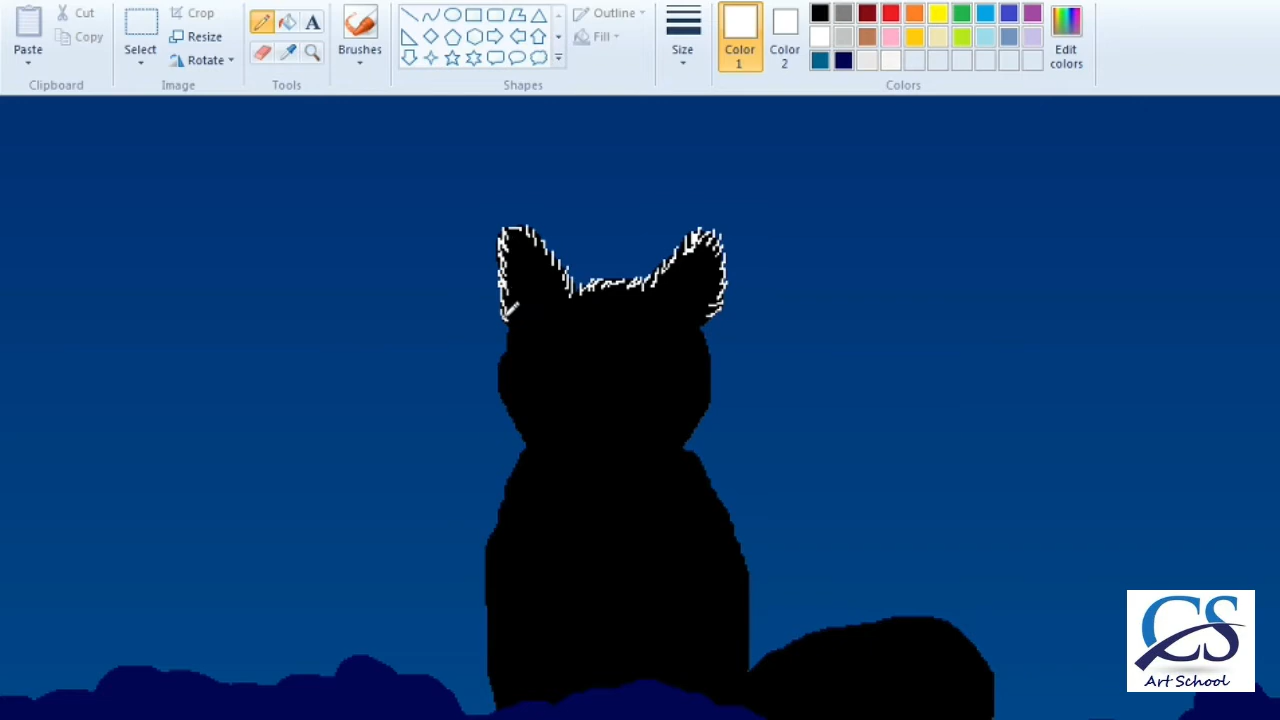 Cut
Copy
Paste
Clipboard
Select
Crop
Resize
Rotate
Image
A
Tools
Brushes
Shapes
Outline
Fill
Size
Color
1
Color
2
Edit
colors
Colors
CS
Art School